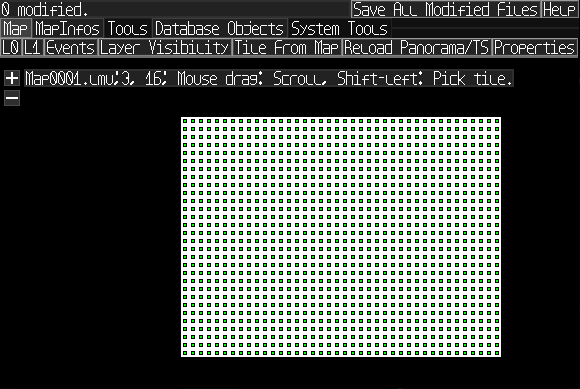 0 modified. Save All Modified Files Help
Map MapInfos Tools Database Objects System Tools
L0 L1 Events Layer Visibility Tile From Map Reload Panorama/TS Properties
+ Map0001.lmu;3, 16; Mouse drag: Scroll, Shift-Left: Pick tile.
-